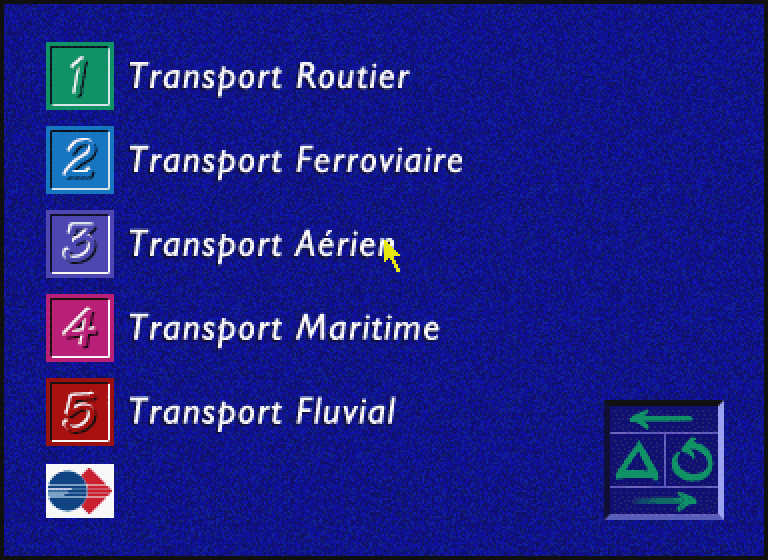 1 Transport Routier
2 Transport Ferroviaire
3 Transport Aérien
4 Transport Maritime
5 Transport Fluvial